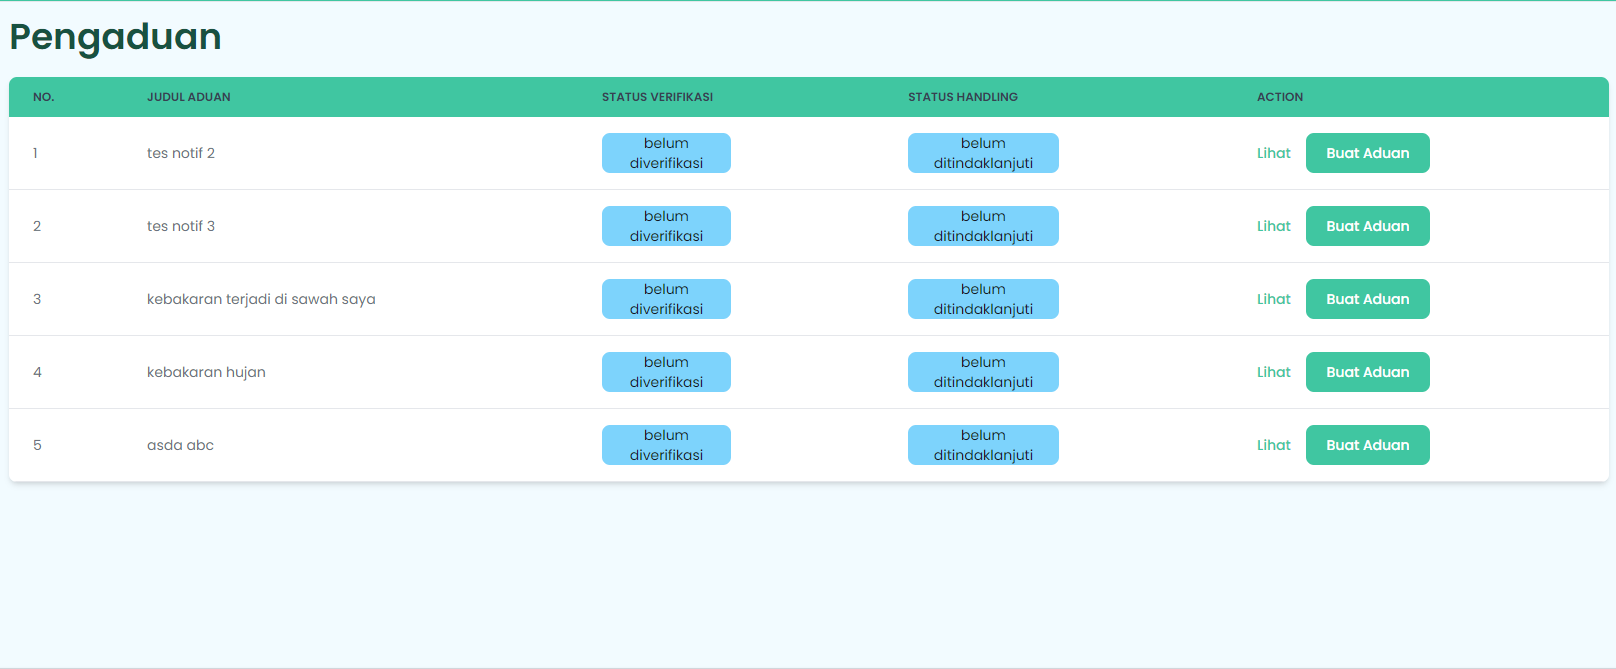 Pengaduan
NO. JUDUL ADUAN STATUS VERIFIKASI STATUS HANDLING ACTION
1 tes notif 2 belum diverifikasi belum ditindaklanjuti Lihat Buat Aduan
2 tes notif 3 belum diverifikasi belum ditindaklanjuti Lihat Buat Aduan
3 kebakaran terjadi di sawah saya belum diverifikasi belum ditindaklanjuti Lihat Buat Aduan
4 kebakaran hujan belum diverifikasi belum ditindaklanjuti Lihat Buat Aduan
5 asda abc belum diverifikasi belum ditindaklanjuti Lihat Buat Aduan